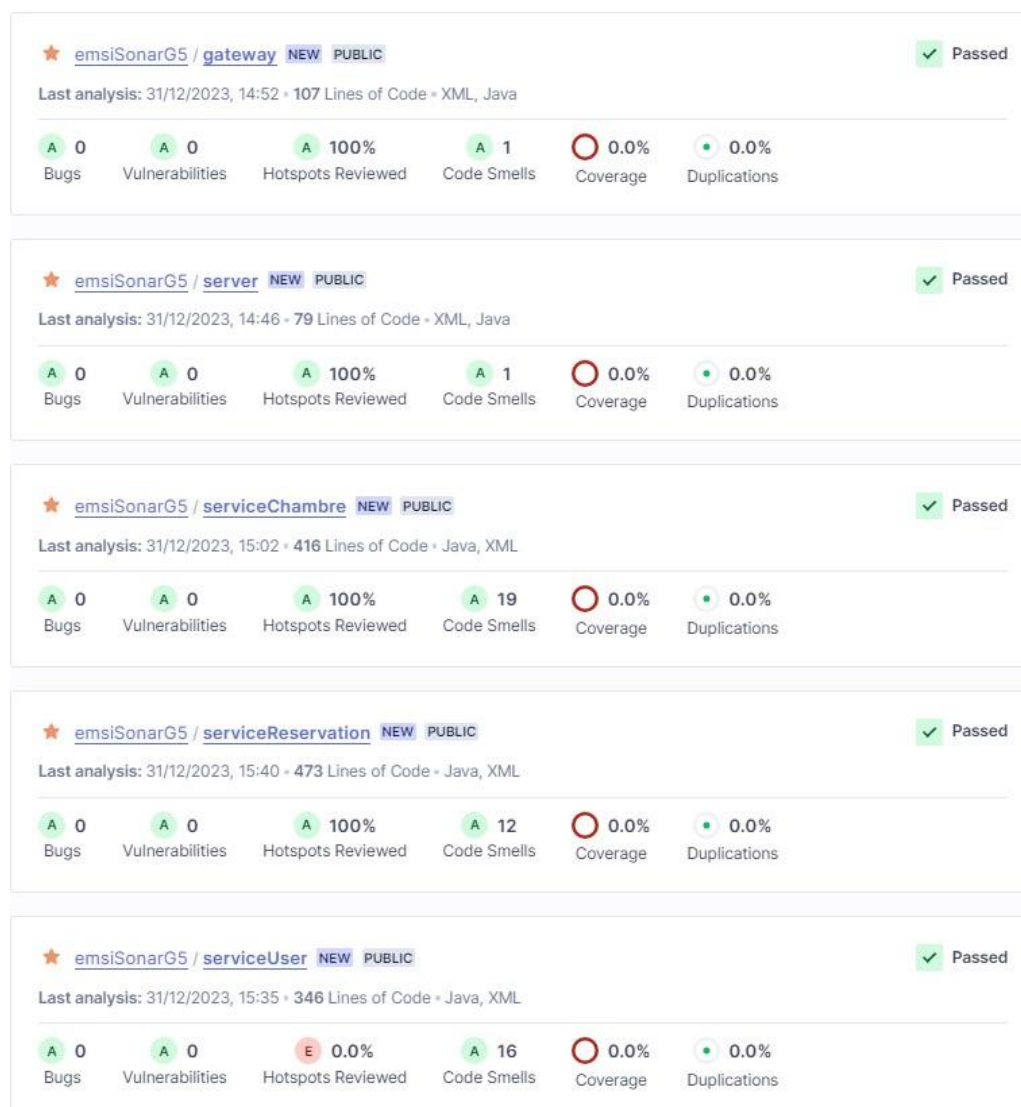 emsiSonarG5 / gateway NEW PUBLIC Passed
Last analysis: 31/12/2023, 14:52 • 107 Lines of Code • XML, Java
A 0 A 0 A 100% A 1 0.0% 0.0%
Bugs Vulnerabilities Hotspots Reviewed Code Smells Coverage Duplications
emsiSonarG5 / server NEW PUBLIC Passed
Last analysis: 31/12/2023, 14:46 • 79 Lines of Code • XML, Java
A 0 A 0 A 100% A 1 0.0% 0.0%
Bugs Vulnerabilities Hotspots Reviewed Code Smells Coverage Duplications
emsiSonarG5 / serviceChambre NEW PUBLIC Passed
Last analysis: 31/12/2023, 15:02 • 416 Lines of Code • Java, XML
A 0 A 0 A 100% A 19 0.0% 0.0%
Bugs Vulnerabilities Hotspots Reviewed Code Smells Coverage Duplications
emsiSonarG5 / serviceReservation NEW PUBLIC Passed
Last analysis: 31/12/2023, 15:40 • 473 Lines of Code • Java, XML
A 0 A 0 A 100% A 12 0.0% 0.0%
Bugs Vulnerabilities Hotspots Reviewed Code Smells Coverage Duplications
emsiSonarG5 / serviceUser NEW PUBLIC Passed
Last analysis: 31/12/2023, 15:35 • 346 Lines of Code • Java, XML
A 0 A 0 E 0.0% A 16 0.0% 0.0%
Bugs Vulnerabilities Hotspots Reviewed Code Smells Coverage Duplications